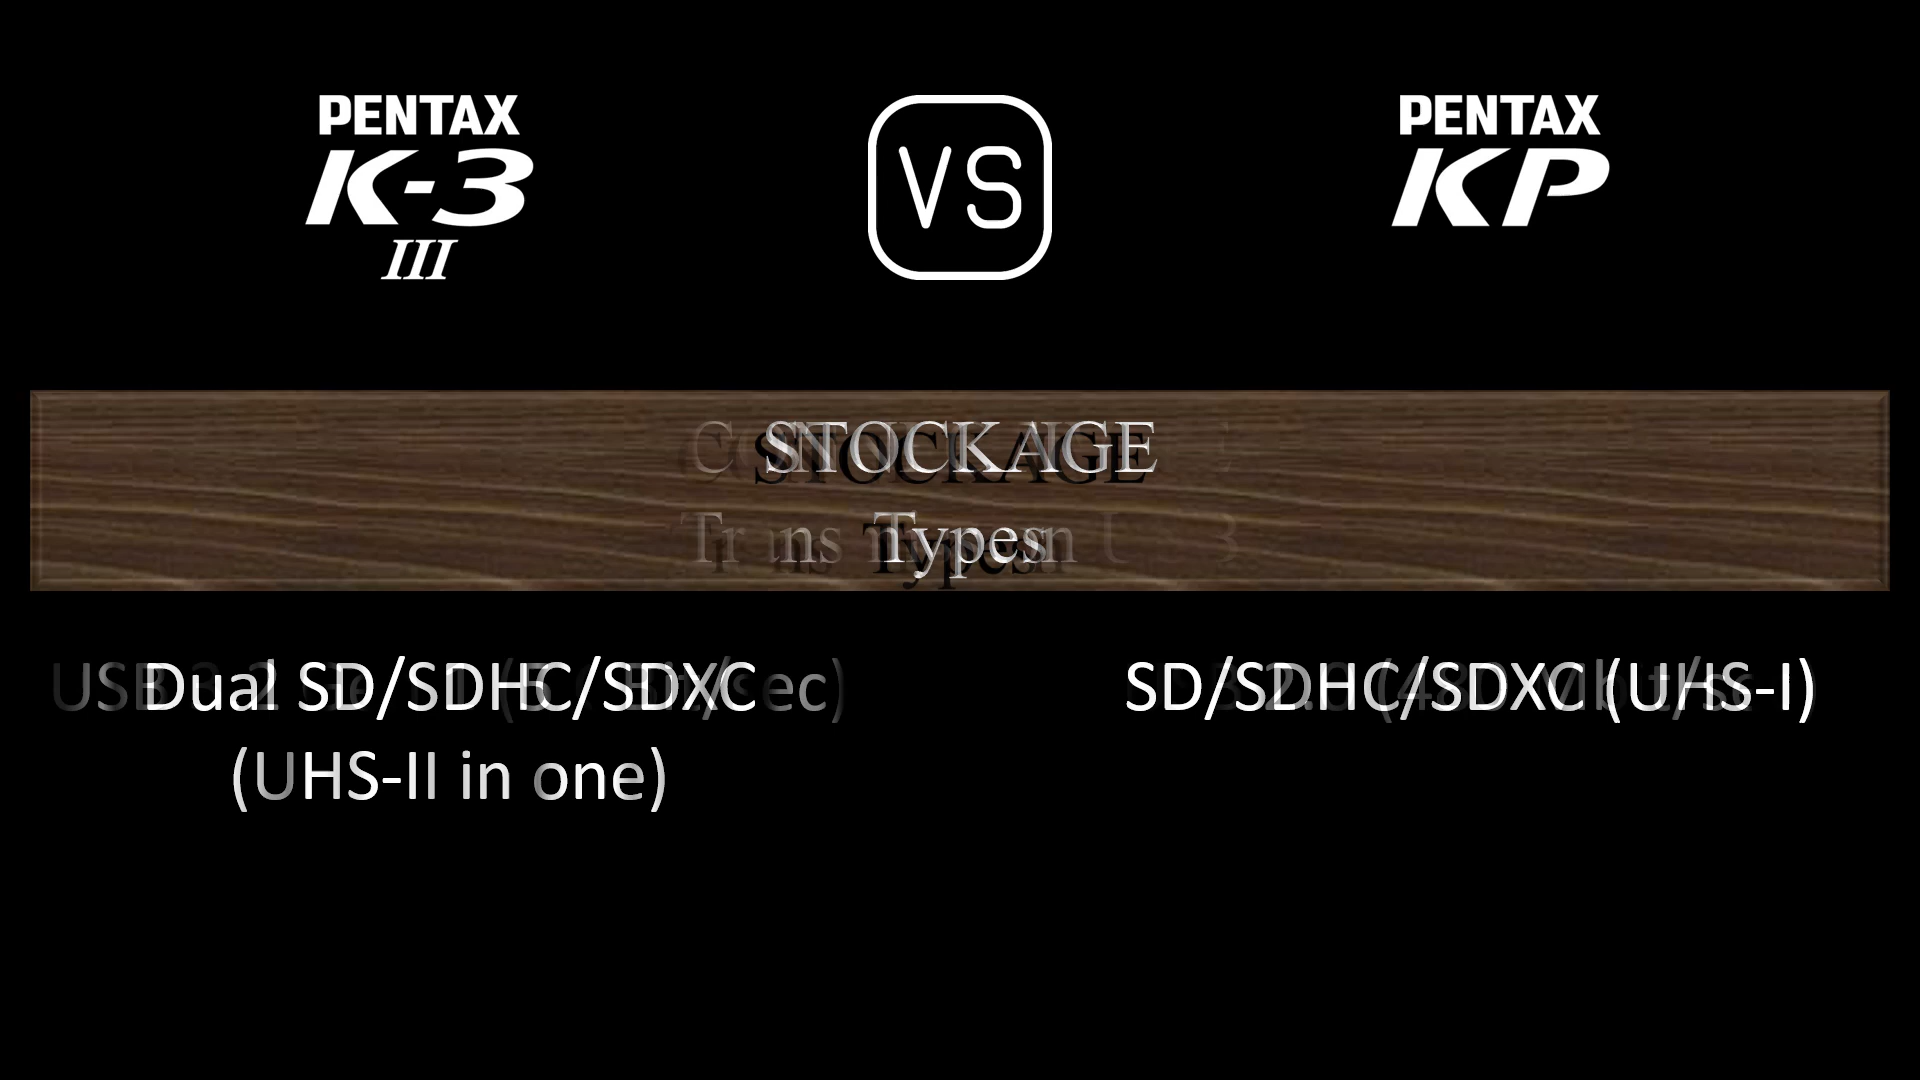 PENTAX
K-3
III
VS
PENTAX
KP
STOCKAGE
Types
Dual SD/SDHC/SDXC
(UHS-II in one)
SD/SDHC/SDXC (UHS-I)